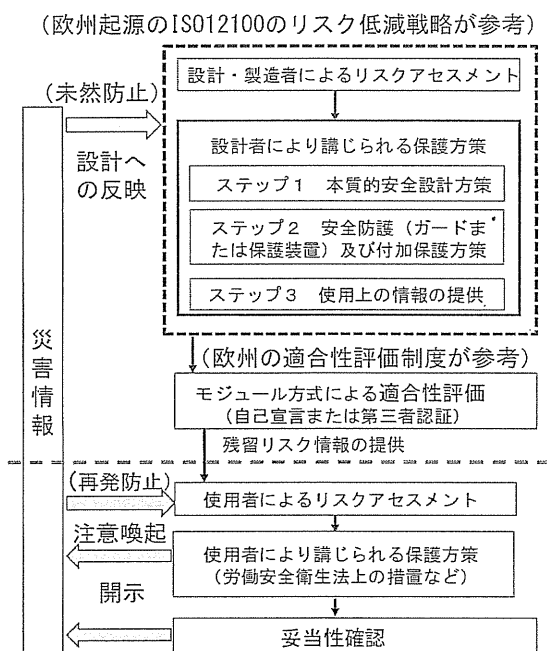 (欧州起源のISO12100のリスク低減戦略が参考)
設計・製造者によるリスクアセスメント
(未然防止)
設計へ
の反映
設計者により講じられる保護方策
ステップ1 本質的安全設計方策
ステップ2 安全防護(ガードま
たは保護装置)及び付加保護方策
ステップ3 使用上の情報の提供
災害情報
(欧州の適合性評価制度が参考)
モジュール方式による適合性評価
(自己宣言または第三者認証)
残留リスク情報の提供
(再発防止)
使用者によるリスクアセスメント
注意喚起
使用者により講じられる保護方策
(労働安全衛生法上の措置など)
開示
妥当性確認